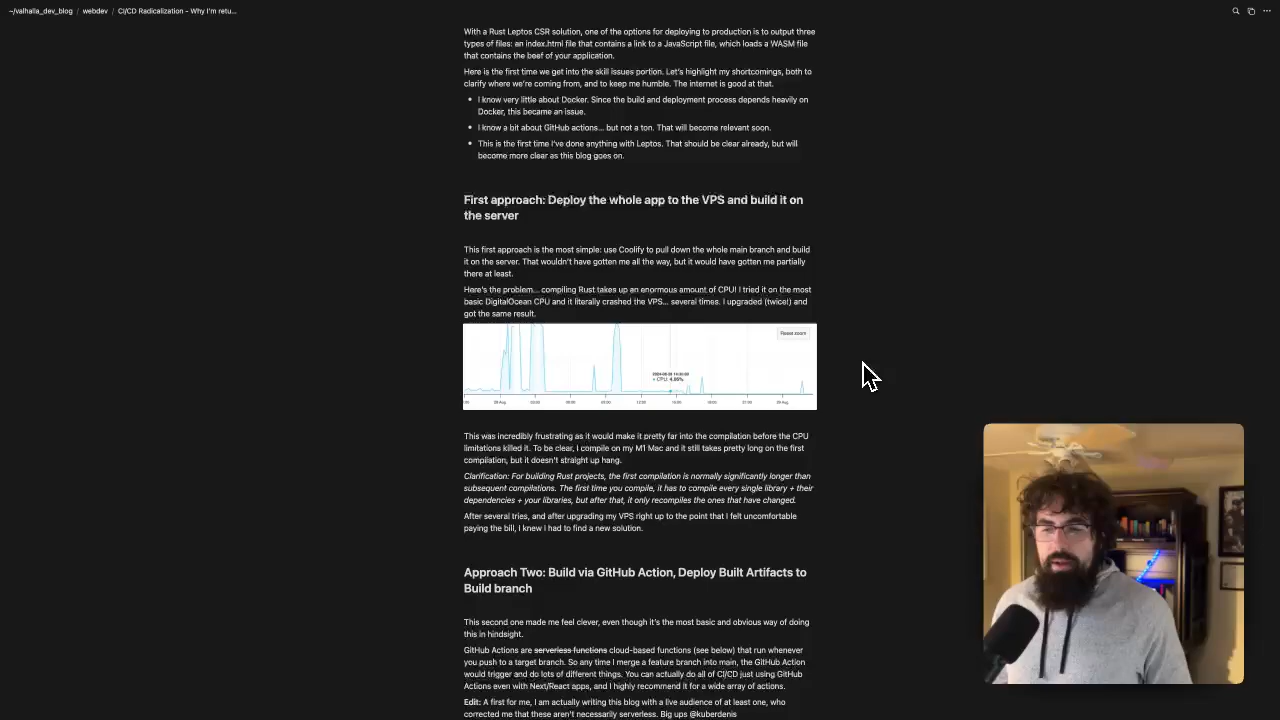 ~/valhalla_dev_blog / webdev / CI/CD Radicalization - Why I'm retu...
With a Rust Leptos CSR solution, one of the options for deploying to production is to output three
types of files: an index.html file that contains a link to a JavaScript file, which loads a WASM file
that contains the beef of your application.
Here is the first time we get into the skill issues portion. Let's highlight my shortcomings, both to
clarify where we're coming from, and to keep me humble. The internet is good at that.
• I know very little about Docker. Since the build and deployment process depends heavily on
Docker, this became an issue.
• I know a bit about GitHub actions... but not a ton. That will become relevant soon.
• This is the first time I've done anything with Leptos. That should be clear already, but will
become more clear as this blog goes on.
First approach: Deploy the whole app to the VPS and build it on
the server
This first approach is the most simple: use Coolify to pull down the whole main branch and build
it on the server. That wouldn't have gotten me all the way, but it would have gotten me partially
there at least.
Here's the problem... compiling Rust takes up an enormous amount of CPU! I tried it on the most
basic DigitalOcean CPU and it literally crashed the VPS... several times. I upgraded (twice!) and
got the same result.
Reset zoom
CPU: 4.86%
This was incredibly frustrating as it would make it pretty far into the compilation before the CPU
limitations killed it. To be clear, I compile on my M1 Mac and it still takes pretty long on the first
compilation, but it doesn't straight up hang.
Clarification: For building Rust projects, the first compilation is normally significantly longer than
subsequent compilations. The first time you compile, it has to compile every single library + their
dependencies + your libraries, but after that, it only recompiles the ones that have changed.
After several tries, and after upgrading my VPS right up to the point that I felt uncomfortable
paying the bill, I knew I had to find a new solution.
Approach Two: Build via GitHub Action, Deploy Built Artifacts to
Build branch
This second one made me feel clever, even though it's the most basic and obvious way of doing
this in hindsight.
GitHub Actions are serverless functions cloud-based functions (see below) that run whenever
you push to a target branch. So any time I merge a feature branch into main, the GitHub Action
would trigger and do lots of different things. You can actually do all of CI/CD just using GitHub
Actions even with Next/React apps, and I highly recommend it for a wide array of actions.
Edit: A first for me, I am actually writing this blog with a live audience of at least one, who
corrected me that these aren't necessarily serverless. Big ups @kuberdenis